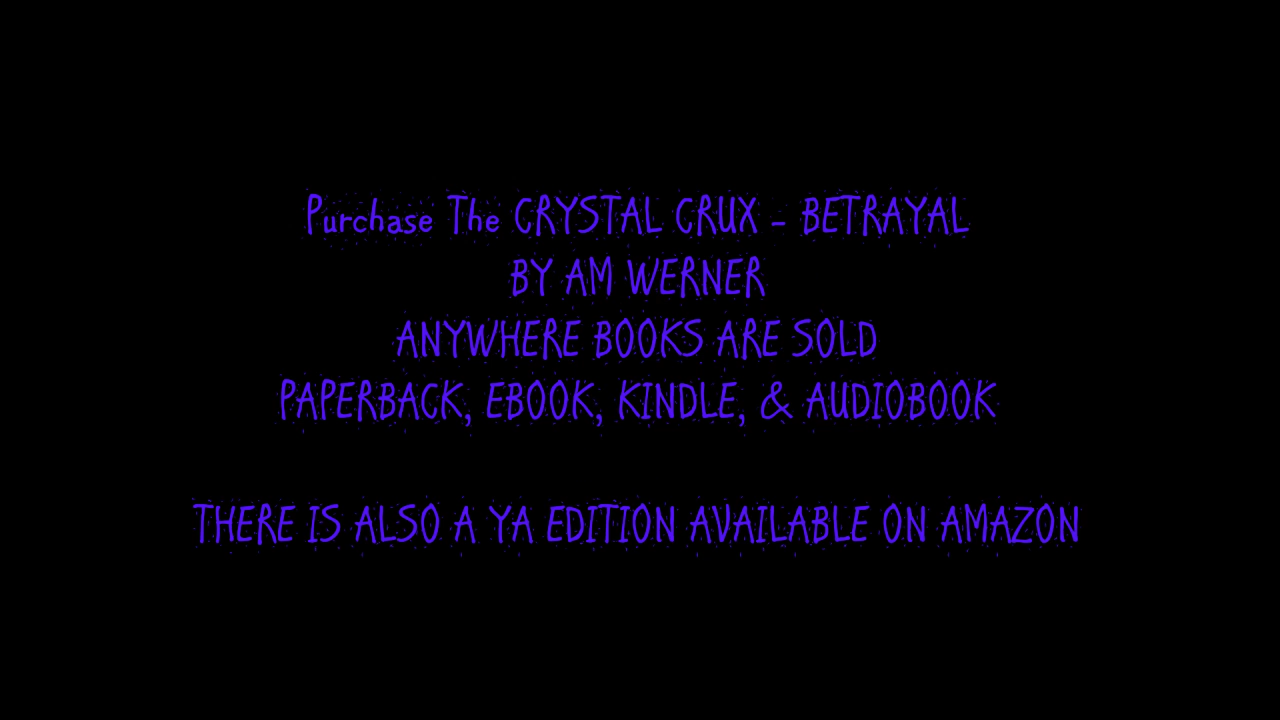 Purchase The CRYSTAL CRUX - BETRAYAL
BY AM WERNER
ANYWHERE BOOKS ARE SOLD
PAPERBACK, EBOOK, KINDLE, & AUDIOBOOK
THERE IS ALSO A YA EDITION AVAILABLE ON AMAZON